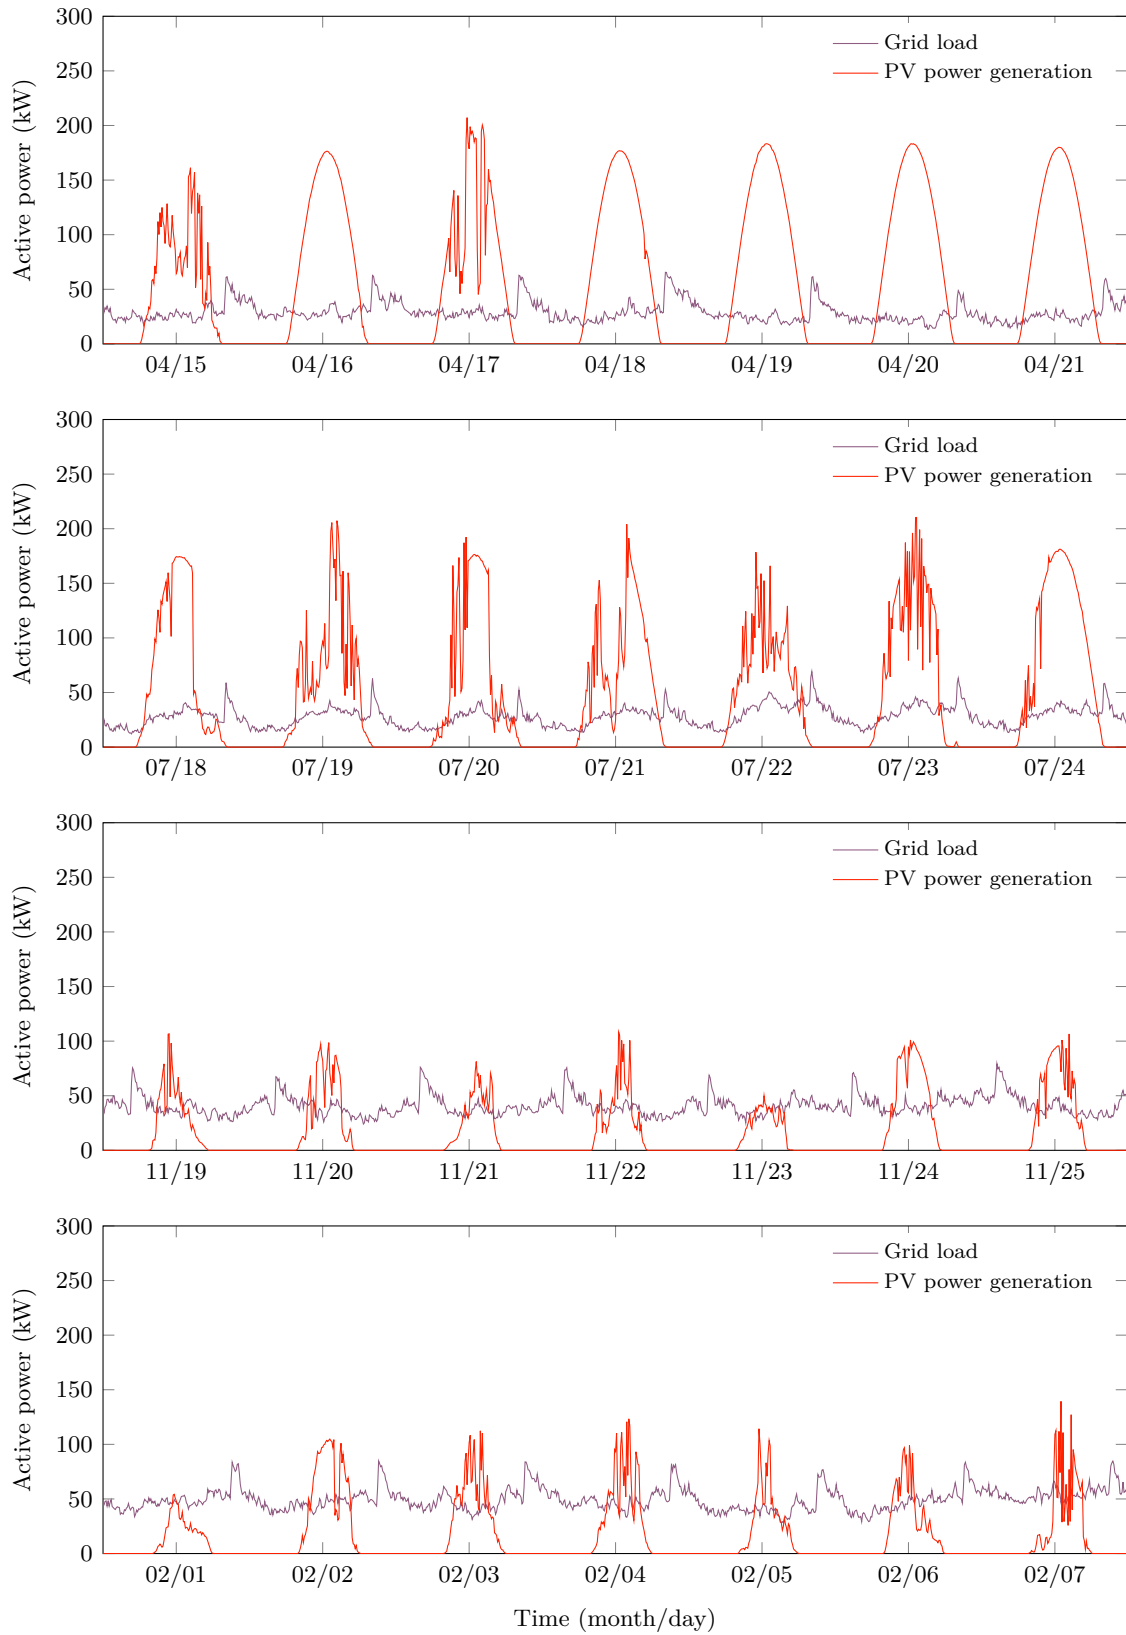 300
250
200
150
100
50
0
Active power (kW)
Grid load
PV power generation
04/15 04/16 04/17 04/18 04/19 04/20 04/21
300
250
200
150
100
50
0
Active power (kW)
Grid load
PV power generation
07/18 07/19 07/20 07/21 07/22 07/23 07/24
300
250
200
150
100
50
0
Active power (kW)
Grid load
PV power generation
11/19 11/20 11/21 11/22 11/23 11/24 11/25
300
250
200
150
100
50
0
Active power (kW)
Grid load
PV power generation
02/01 02/02 02/03 02/04 02/05 02/06 02/07
Time (month/day)